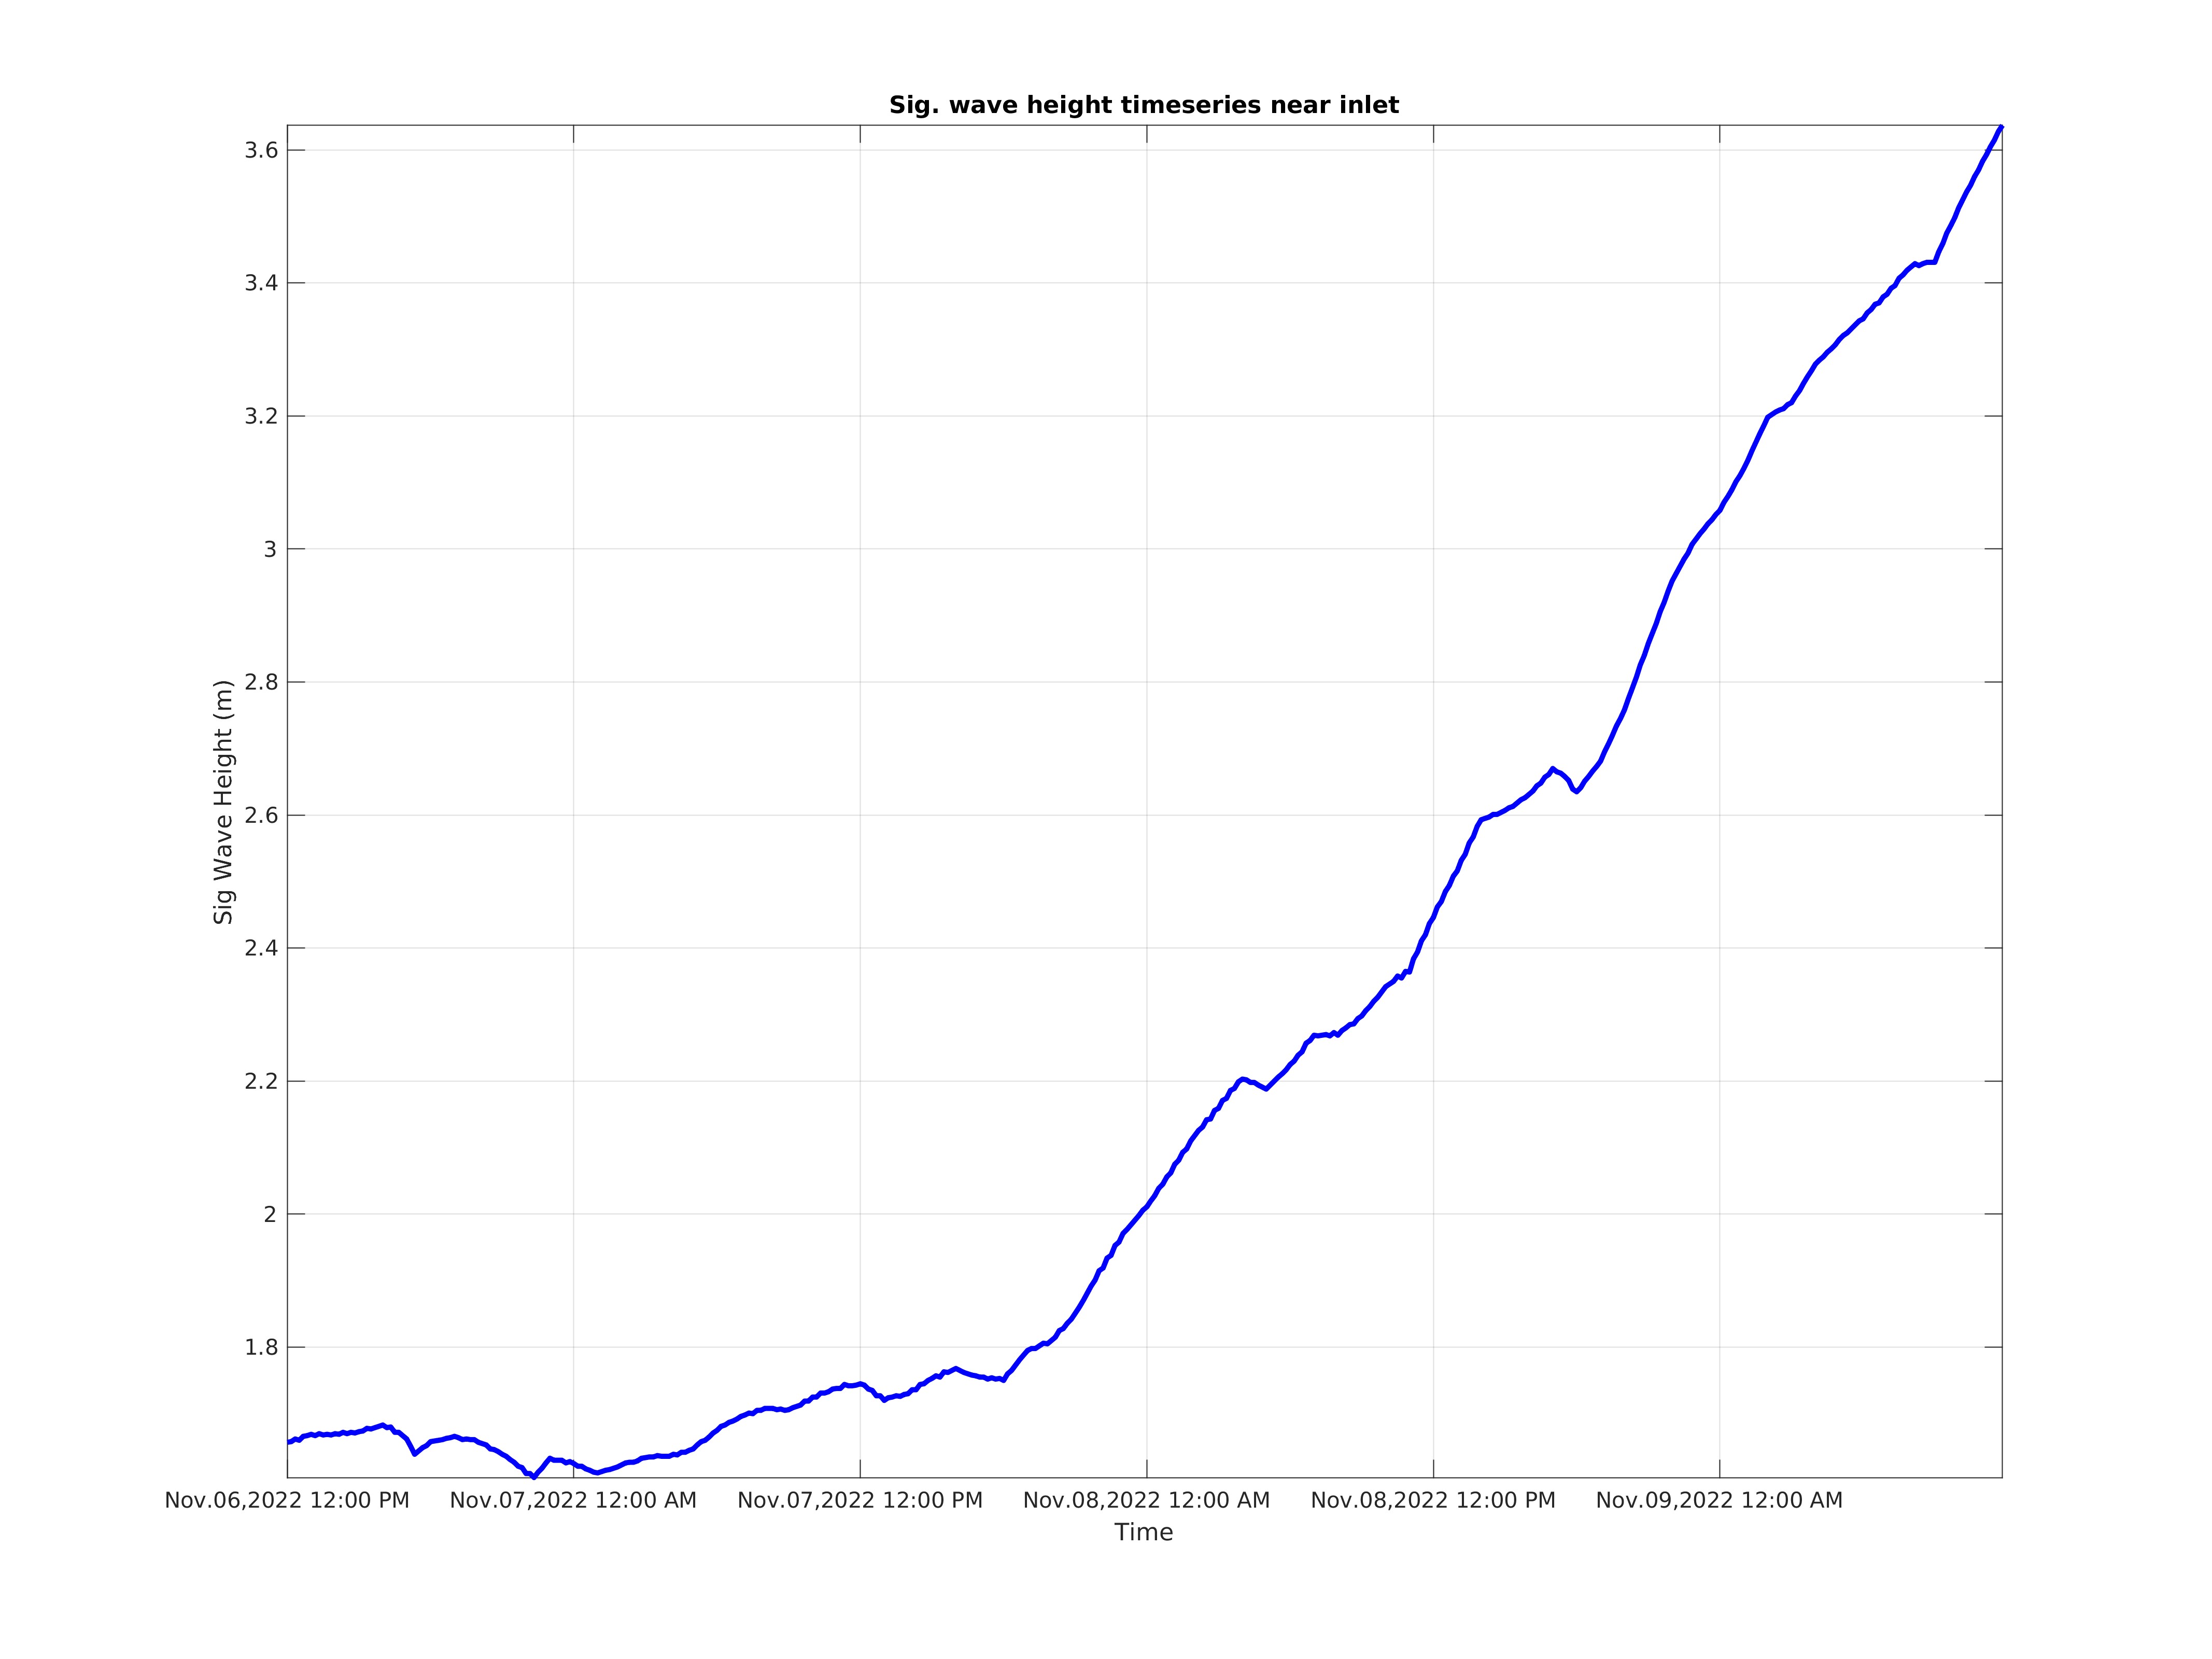 Sig. wave height timeseries near inlet
3.6
3.4
3.2
3
2.8
2.6
2.4
2.2
2
1.8
Sig Wave Height (m)
Nov.06,2022 12:00 PM Nov.07,2022 12:00 AM Nov.07,2022 12:00 PM Nov.08,2022 12:00 AM Nov.08,2022 12:00 PM Nov.09,2022 12:00 AM
Time